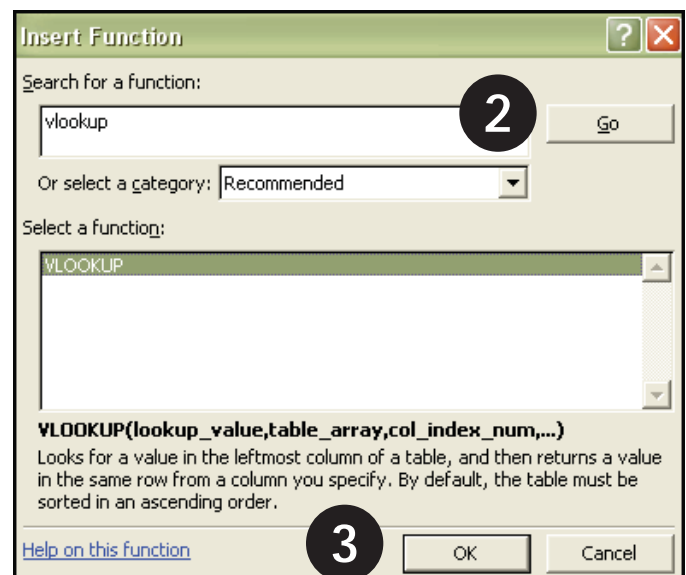 Insert Function
Search for a function:
vlookup
2
Go
Or select a category: Recommended
Select a function:
VLOOKUP
VLOOKUP(lookup_value,table_array,col_index_num,...)
Looks for a value in the leftmost column of a table, and then returns a value
in the same row from a column you specify. By default, the table must be
sorted in an ascending order.
Help on this function
3
OK
Cancel